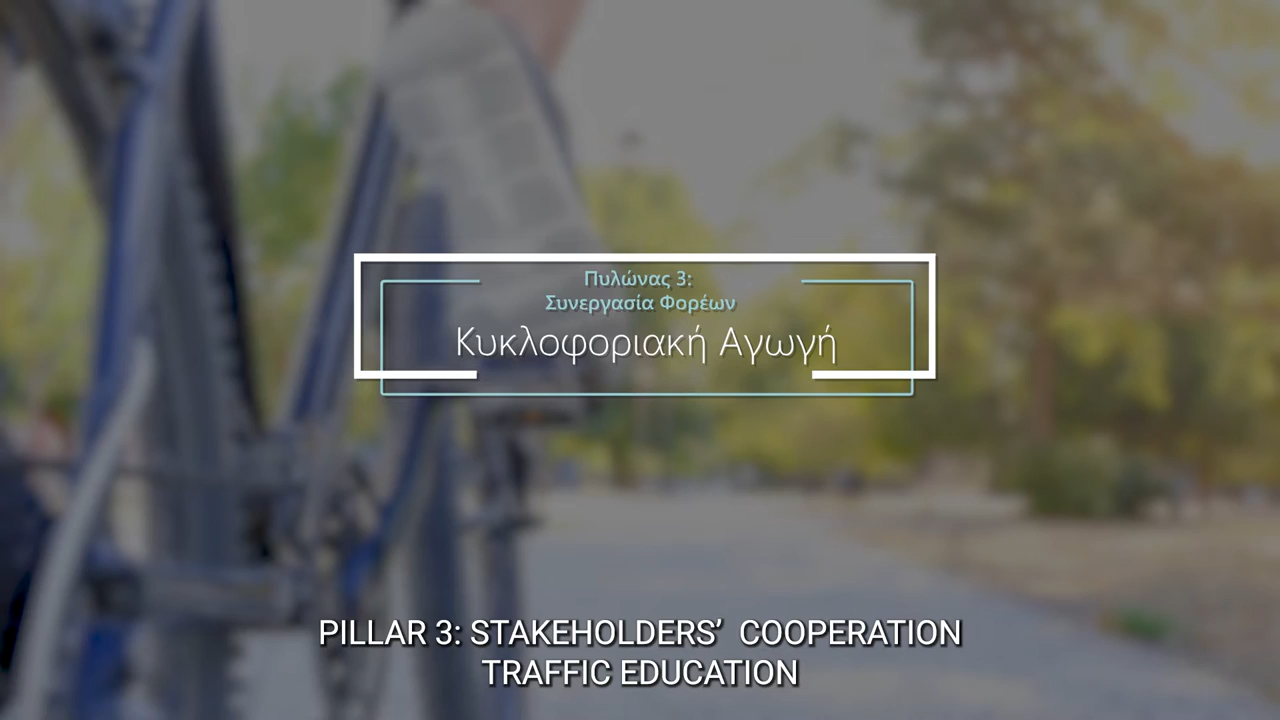 Πυλώνας 3:
Συνεργασία Φορέων
Κυκλοφοριακή Αγωγή
PILLAR 3: STAKEHOLDERS’ COOPERATION
TRAFFIC EDUCATION